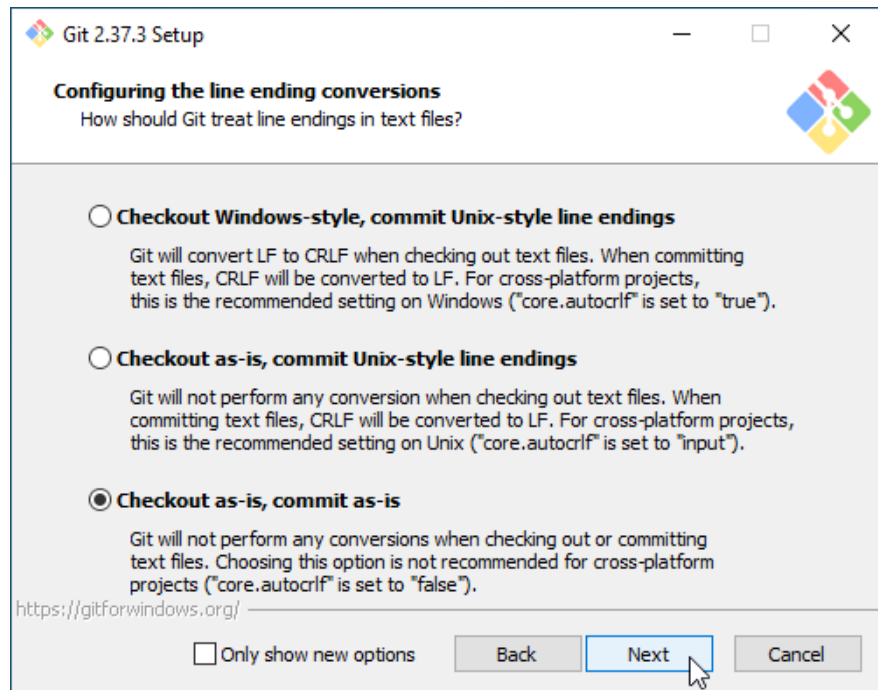 Git 2.37.3 Setup
Configuring the line ending conversions
How should Git treat line endings in text files?
Checkout Windows-style, commit Unix-style line endings
Git will convert LF to CRLF when checking out text files. When committing
text files, CRLF will be converted to LF. For cross-platform projects,
this is the recommended setting on Windows ("core.autocrlf" is set to "true").
Checkout as-is, commit Unix-style line endings
Git will not perform any conversion when checking out text files. When
committing text files, CRLF will be converted to LF. For cross-platform projects,
this is the recommended setting on Unix ("core.autocrlf" is set to "input").
Checkout as-is, commit as-is
Git will not perform any conversions when checking out or committing
text files. Choosing this option is not recommended for cross-platform
projects ("core.autocrlf" is set to "false").
https://gitforwindows.org/
Only show new options Back Next Cancel